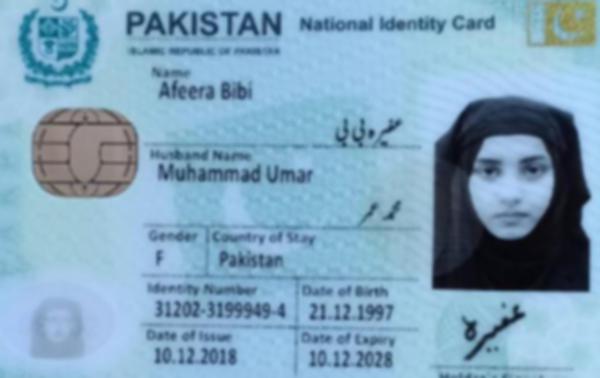 PAKISTAN National Identity Card
ISLAMIC REPUBLIC OF PAKISTAN
Name
Afeera Bibi
عفیرہ بی بی
Husband Name
Muhammad Umar
محمد عمر
Gender Country of Stay
F Pakistan
Identity Number Date of Birth
31202-3199949-4 21.12.1997
Date of Issue Date of Expiry
10.12.2018 10.12.2028
عفیرہ
Holder's Signature